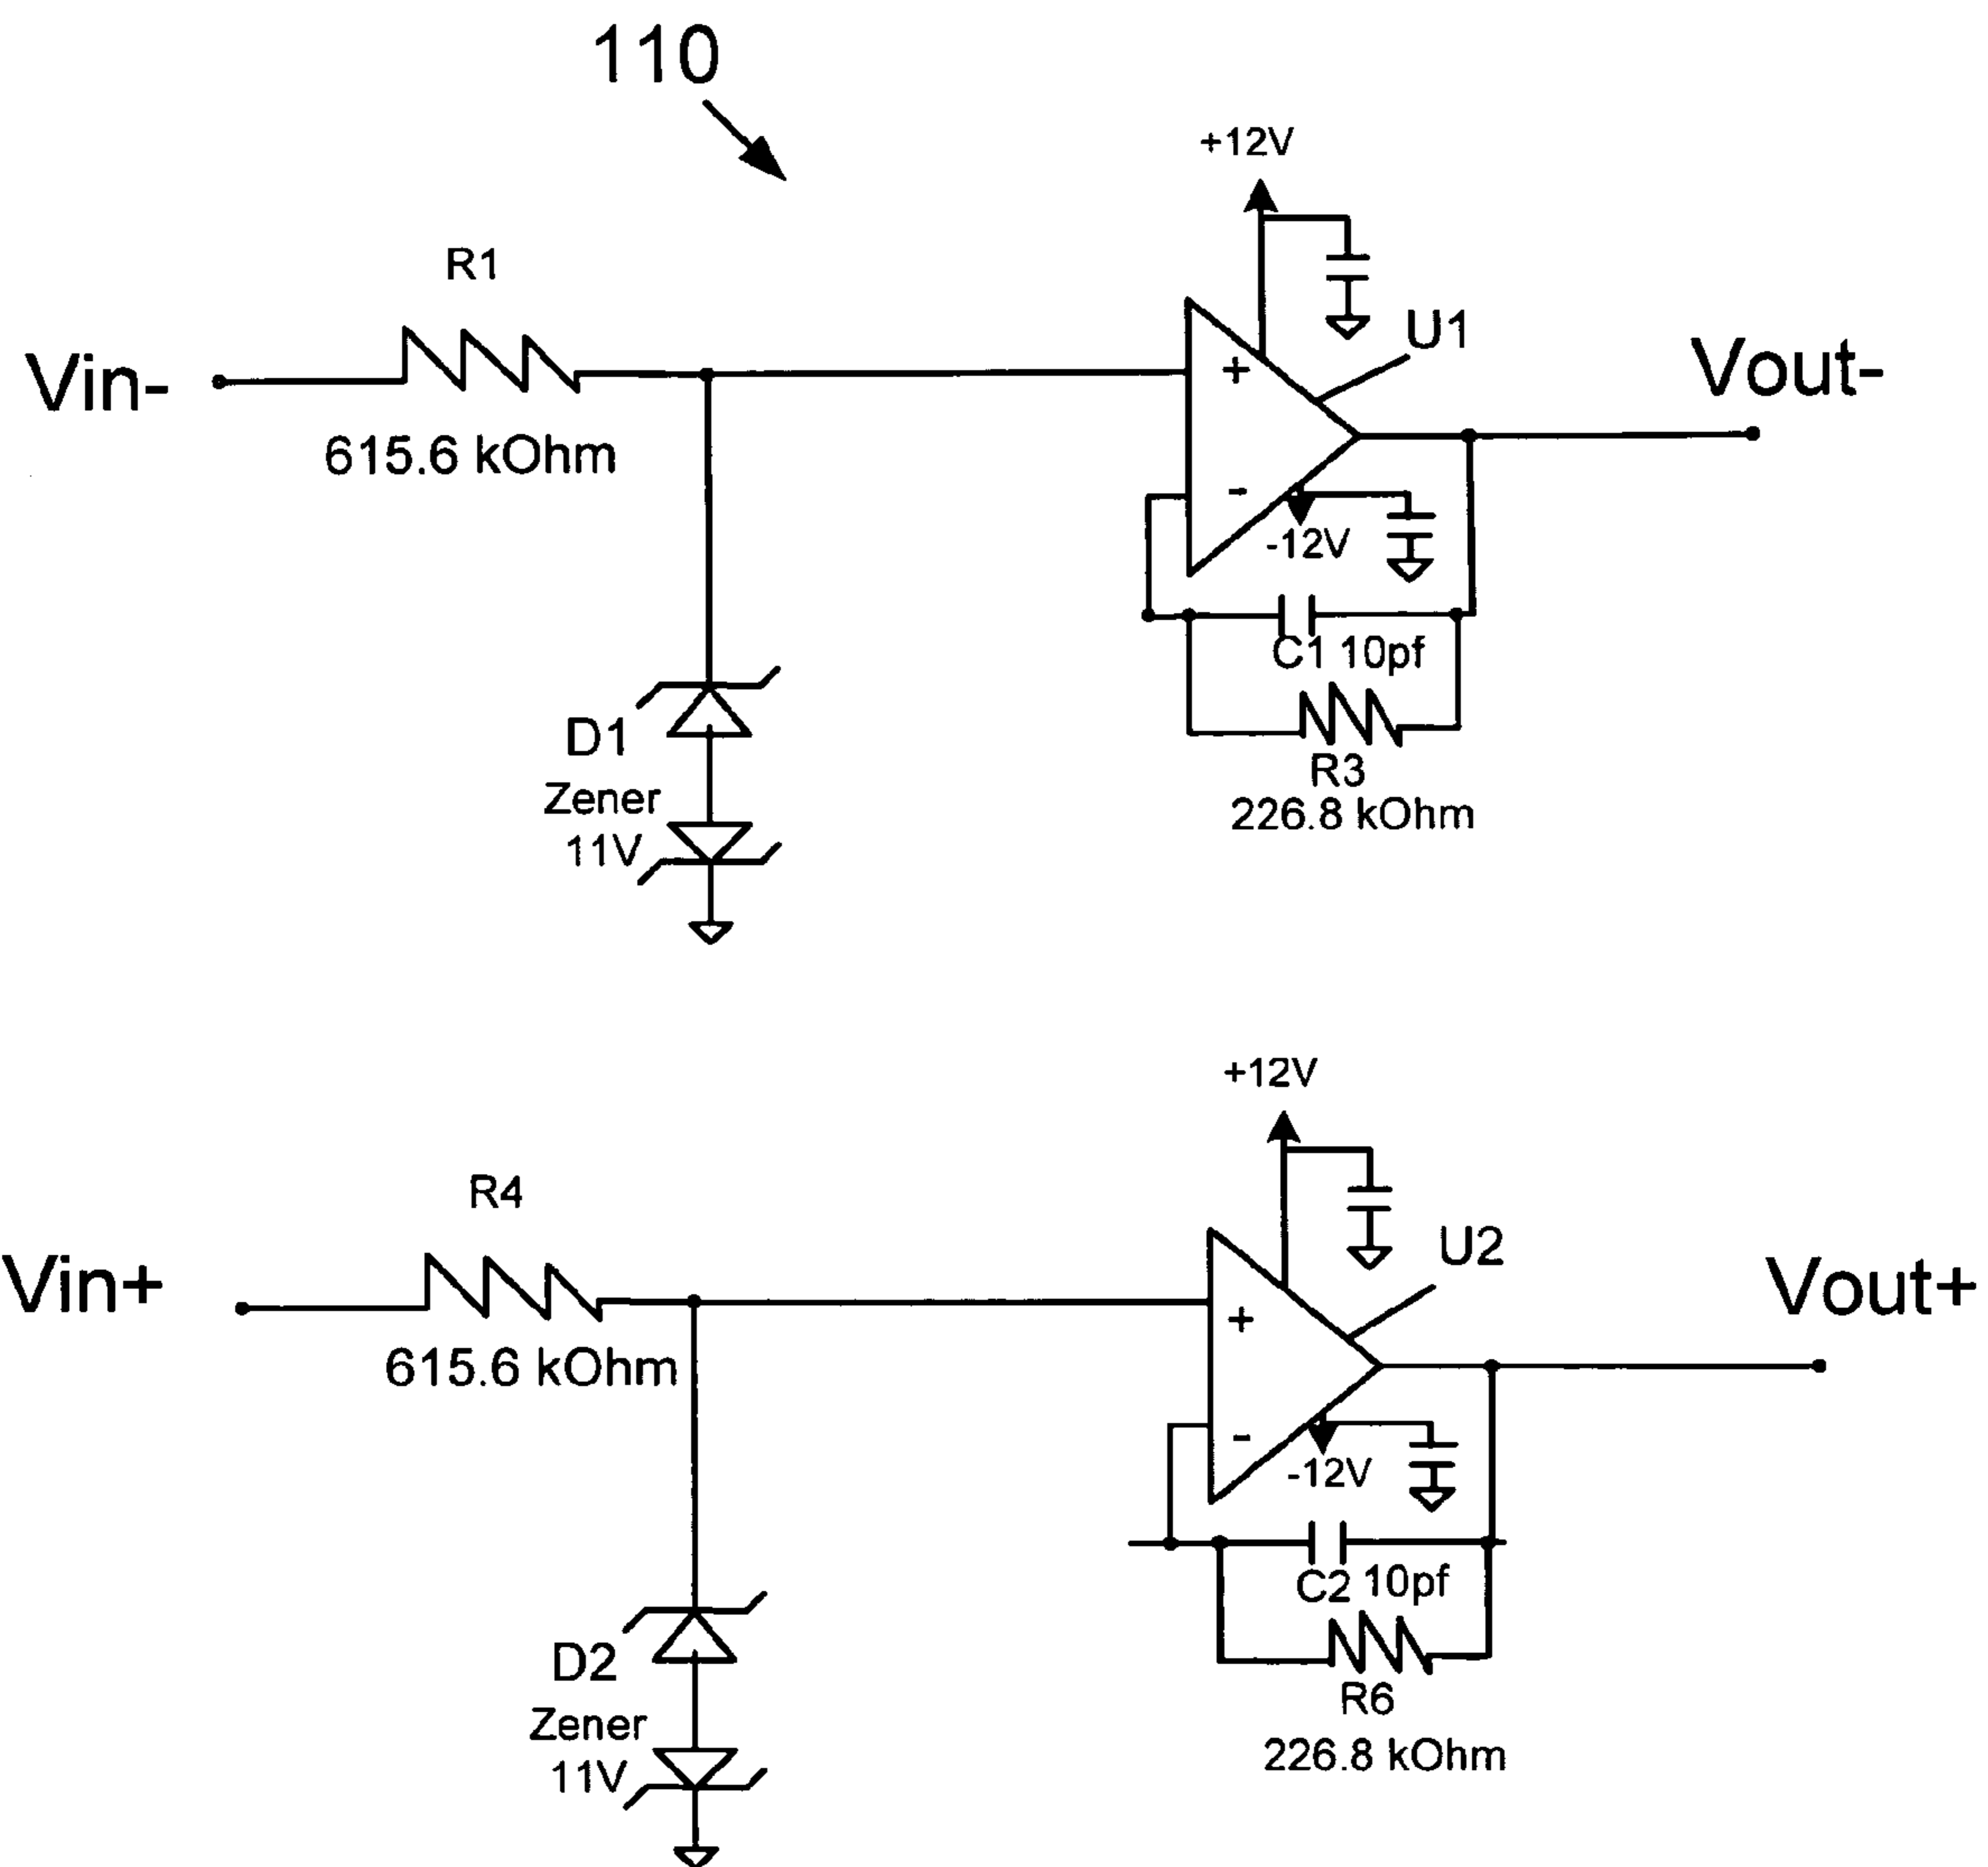 110
+12V
R1
U1
Vin-
+
Vout-
615.6 kOhm
-
-12V
C1 10pf
D1
R3
Zener
226.8 kOhm
11V
+12V
R4
U2
Vin+
+
Vout+
615.6 kOhm
-
-12V
C2 10pf
D2
R6
Zener
226.8 kOhm
11V